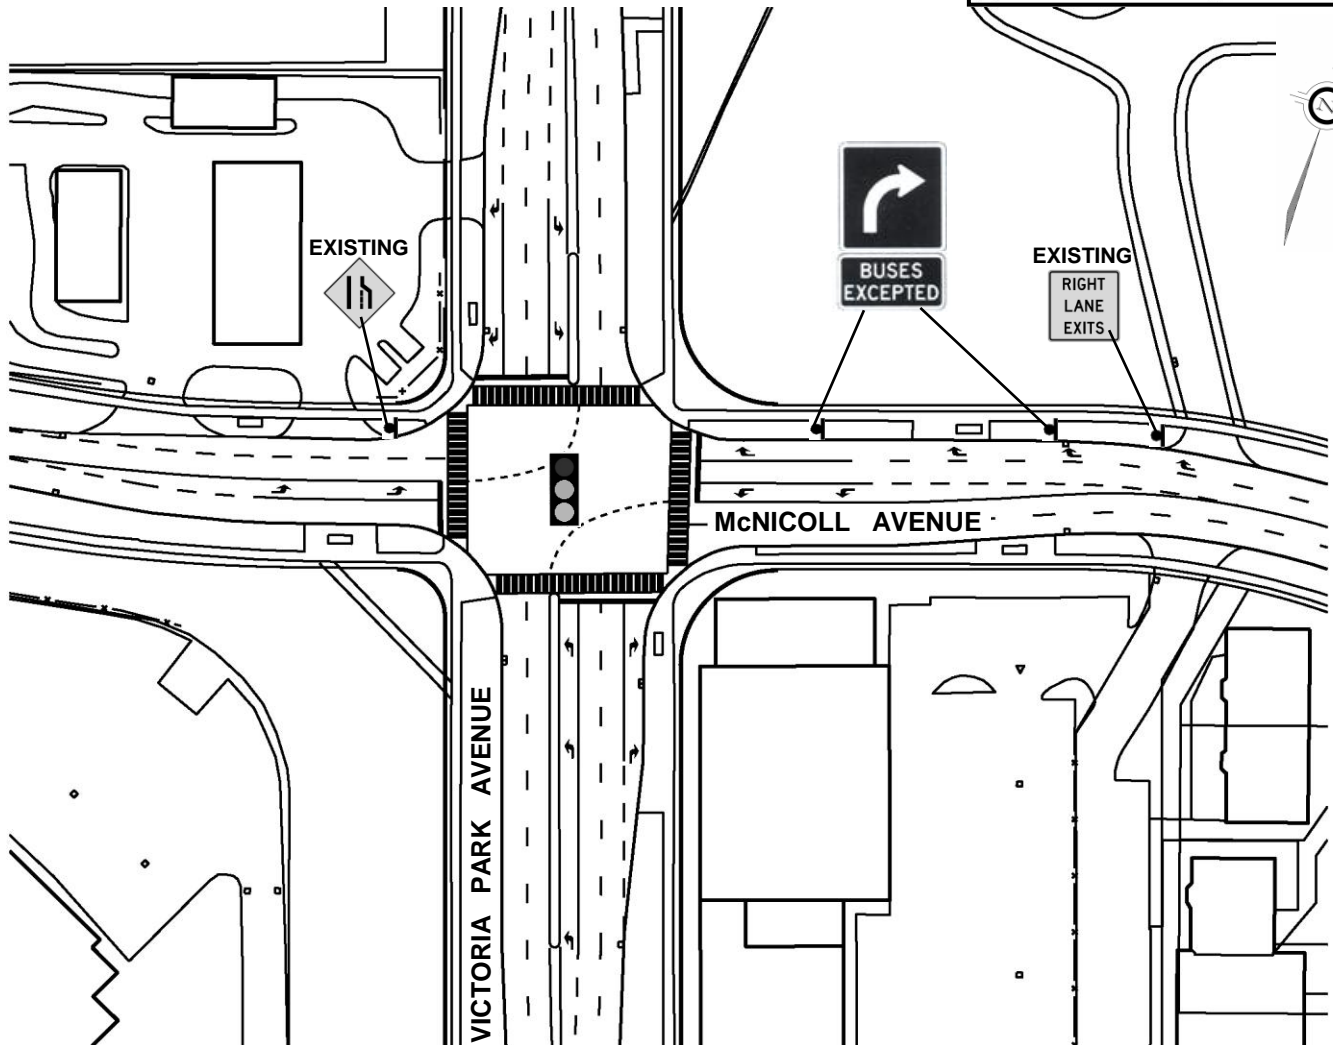 N
EXISTING
BUSES
EXCEPTED
EXISTING
RIGHT
LANE
EXITS
McNICOLL AVENUE
VICTORIA PARK AVENUE